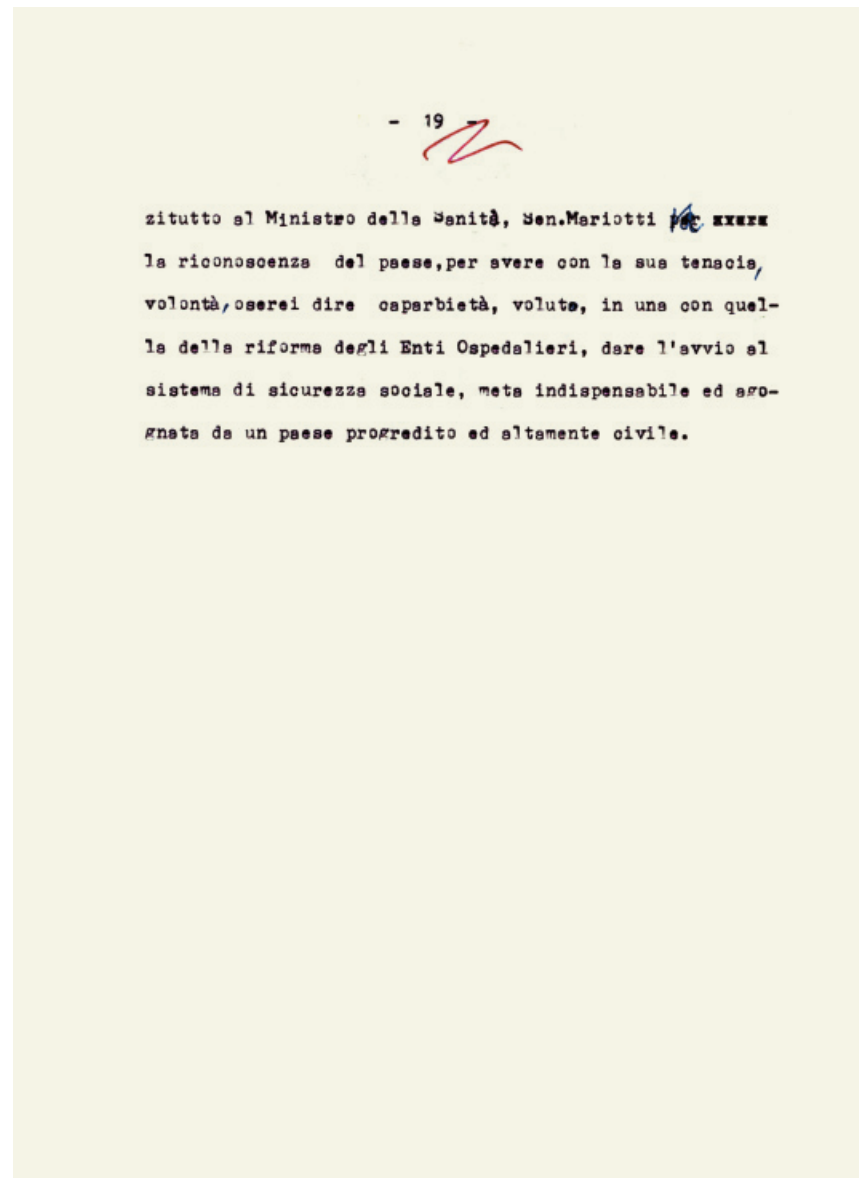 - 19 -
zitutto al Ministro della Sanità, Sen.Mariotti
la riconoscenza del paese,per avere con la sua tenacia,
volontà,oserei dire caparbietà, voluto, in una con quel-
la della riforma degli Enti Ospedalieri, dare l'avvio al
sistema di sicurezza sociale, meta indispensabile ed ago-
gnata da un paese progredito ed altamente civile.